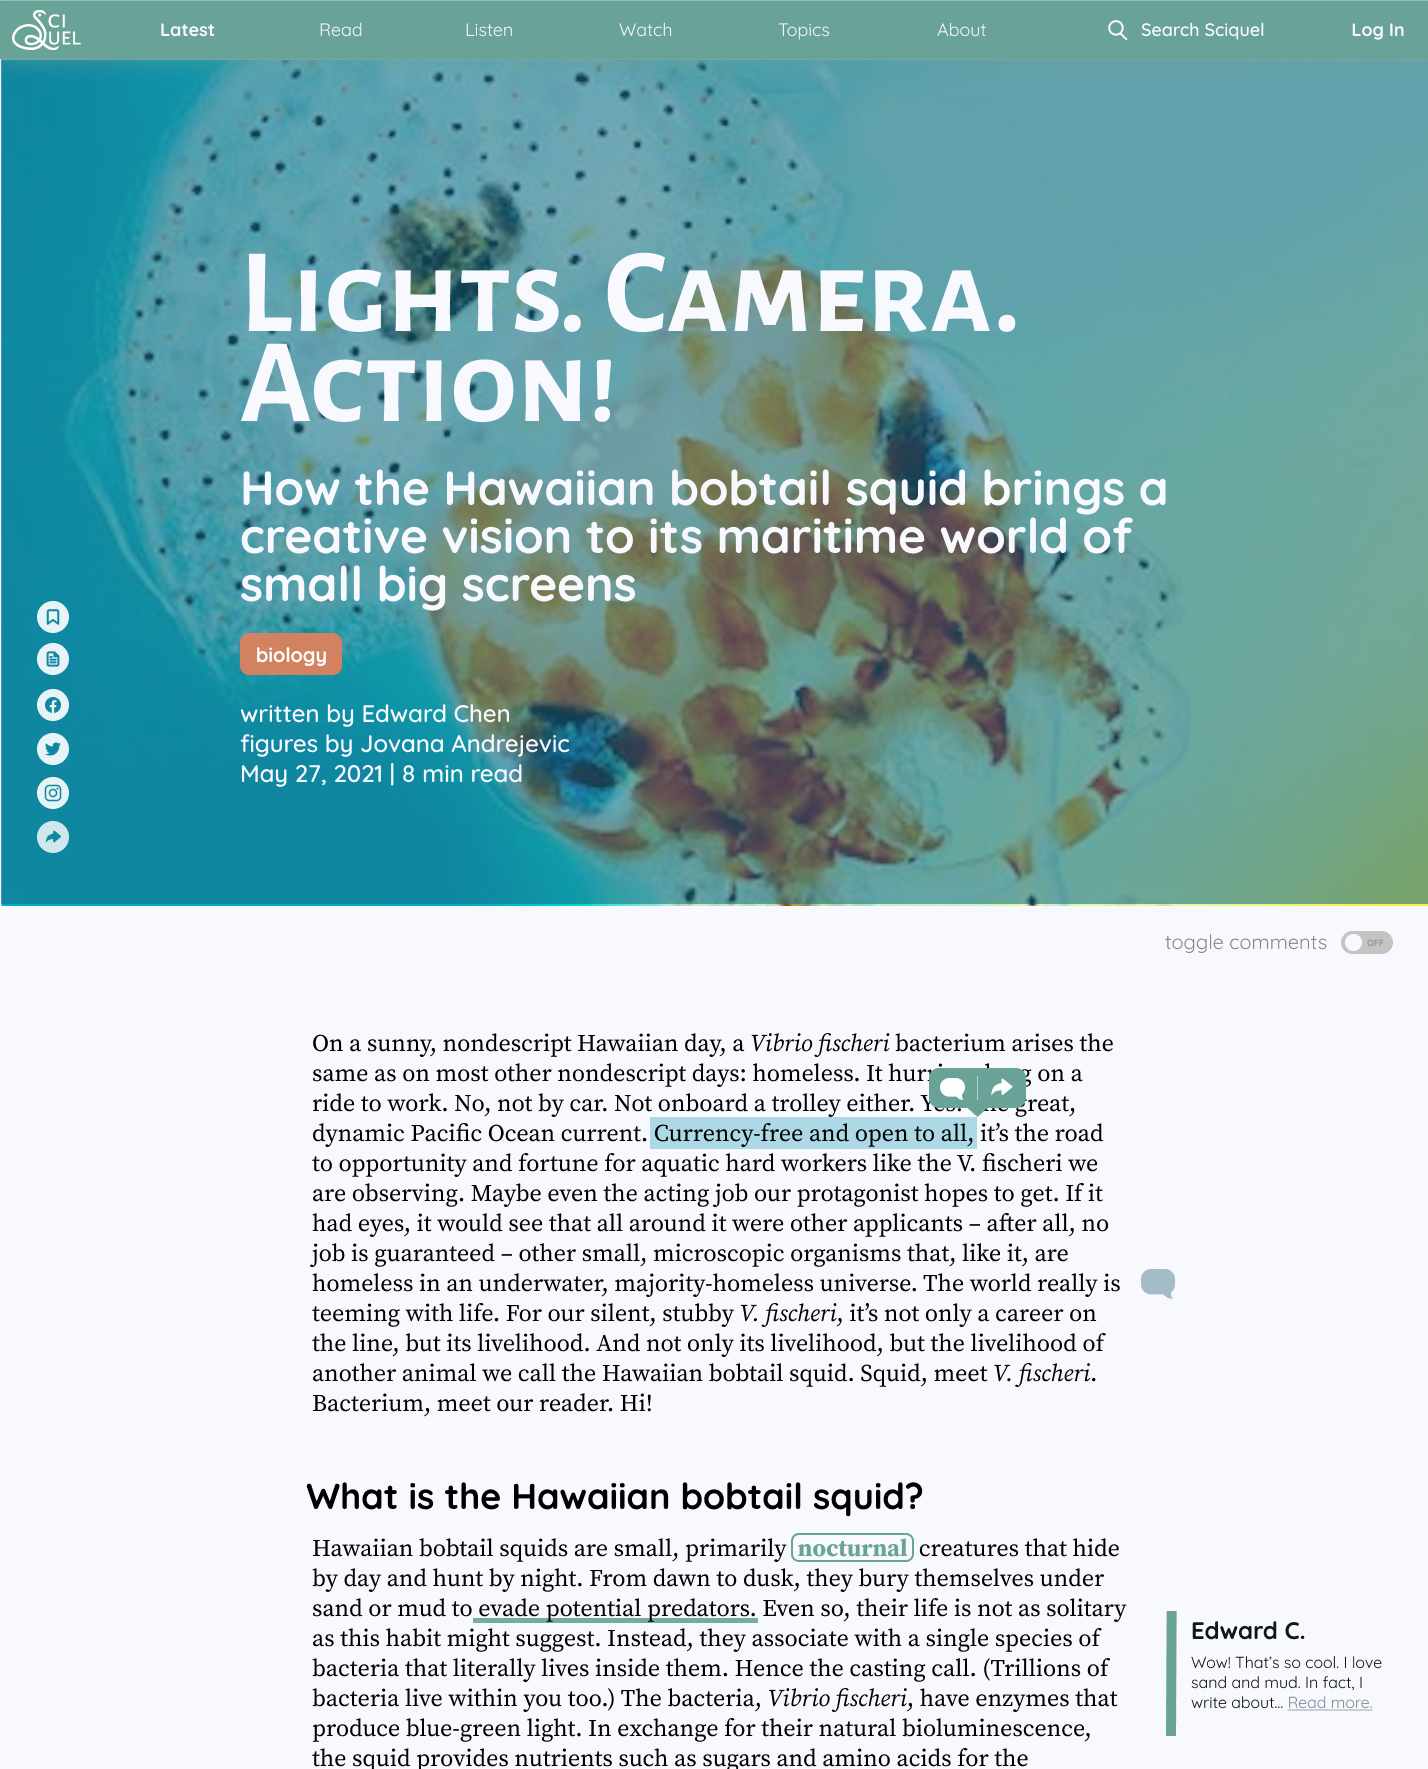 SCI
QUEL
Latest
Read
Listen
Watch
Topics
About
Search Sciquel
Log In
LIGHTS. CAMERA.
ACTION!
How the Hawaiian bobtail squid brings a
creative vision to its maritime world of
small big screens
biology
written by Edward Chen
figures by Jovana Andrejevic
May 27, 2021 | 8 min read
toggle comments
OFF
On a sunny, nondescript Hawaiian day, a Vibrio fischeri bacterium arises the
same as on most other nondescript days: homeless. It on a
ride to work. No, not by car. Not onboard a trolley either. great,
dynamic Pacific Ocean current. Currency-free and open to all, it’s the road
to opportunity and fortune for aquatic hard workers like the V. fischeri we
are observing. Maybe even the acting job our protagonist hopes to get. If it
had eyes, it would see that all around it were other applicants – after all, no
job is guaranteed – other small, microscopic organisms that, like it, are
homeless in an underwater, majority-homeless universe. The world really is
teeming with life. For our silent, stubby V. fischeri, it’s not only a career on
the line, but its livelihood. And not only its livelihood, but the livelihood of
another animal we call the Hawaiian bobtail squid. Squid, meet V. fischeri.
Bacterium, meet our reader. Hi!
What is the Hawaiian bobtail squid?
Hawaiian bobtail squids are small, primarily nocturnal creatures that hide
by day and hunt by night. From dawn to dusk, they bury themselves under
sand or mud to evade potential predators. Even so, their life is not as solitary
as this habit might suggest. Instead, they associate with a single species of
bacteria that literally lives inside them. Hence the casting call. (Trillions of
bacteria live within you too.) The bacteria, Vibrio fischeri, have enzymes that
produce blue-green light. In exchange for their natural bioluminescence,
the squid provides nutrients such as sugars and amino acids for the
Edward C.
Wow! That’s so cool. I love
sand and mud. In fact, I
write about... Read more.